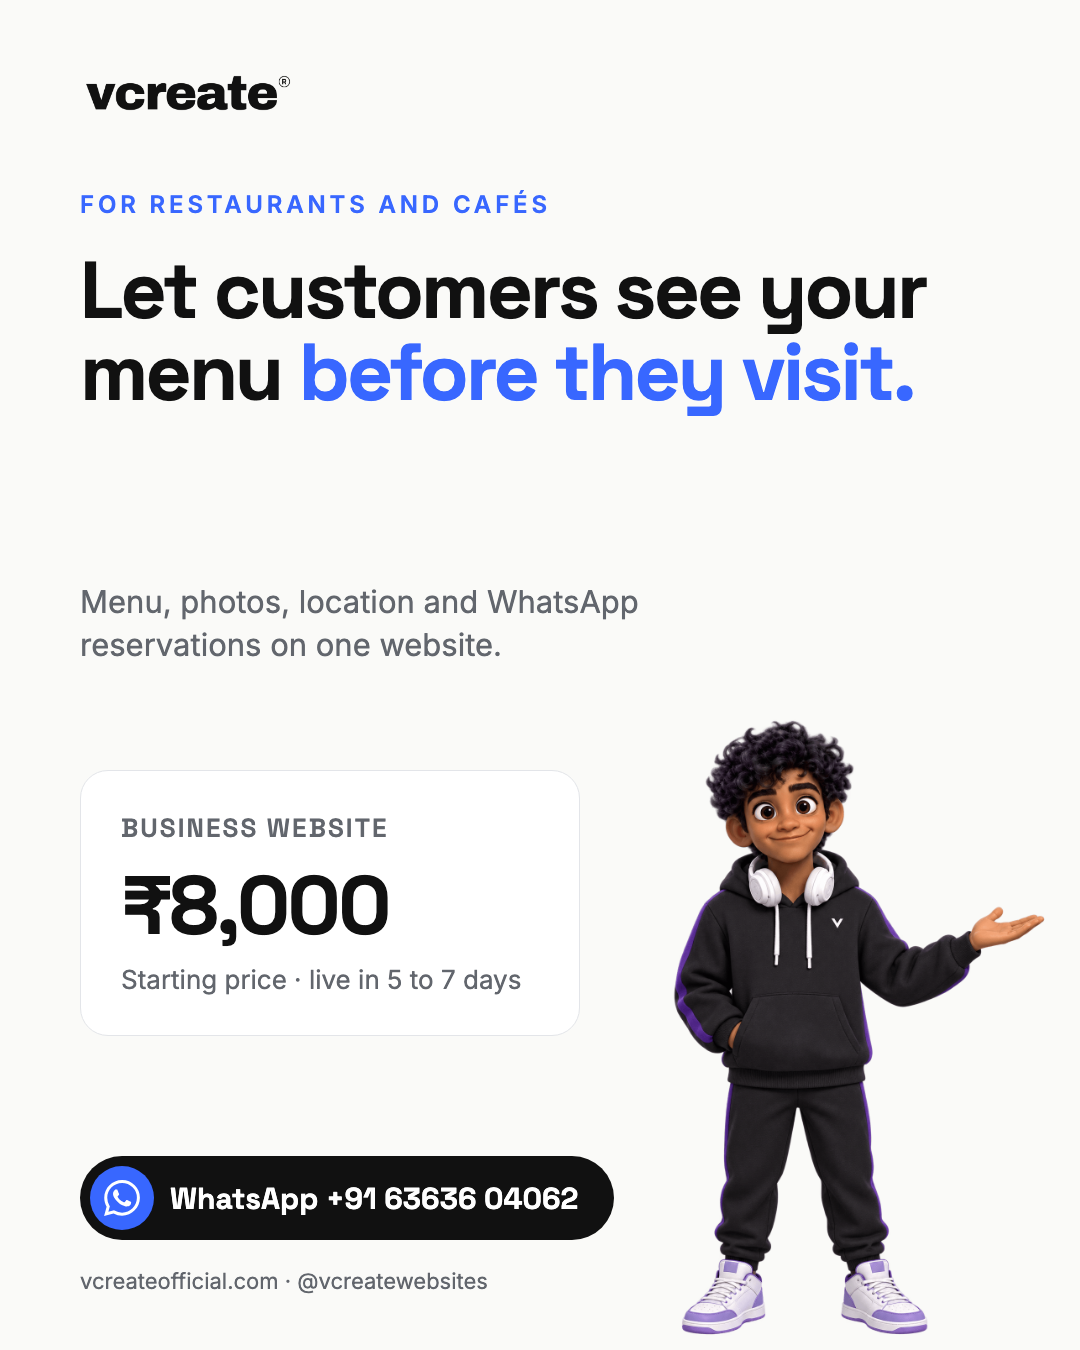 vcreate®
FOR RESTAURANTS AND CAFÉS
Let customers see your
menu before they visit.
Menu, photos, location and WhatsApp
reservations on one website.
BUSINESS WEBSITE
₹8,000
Starting price · live in 5 to 7 days
V
WhatsApp +91 63636 04062
vcreateofficial.com · @vcreatewebsites